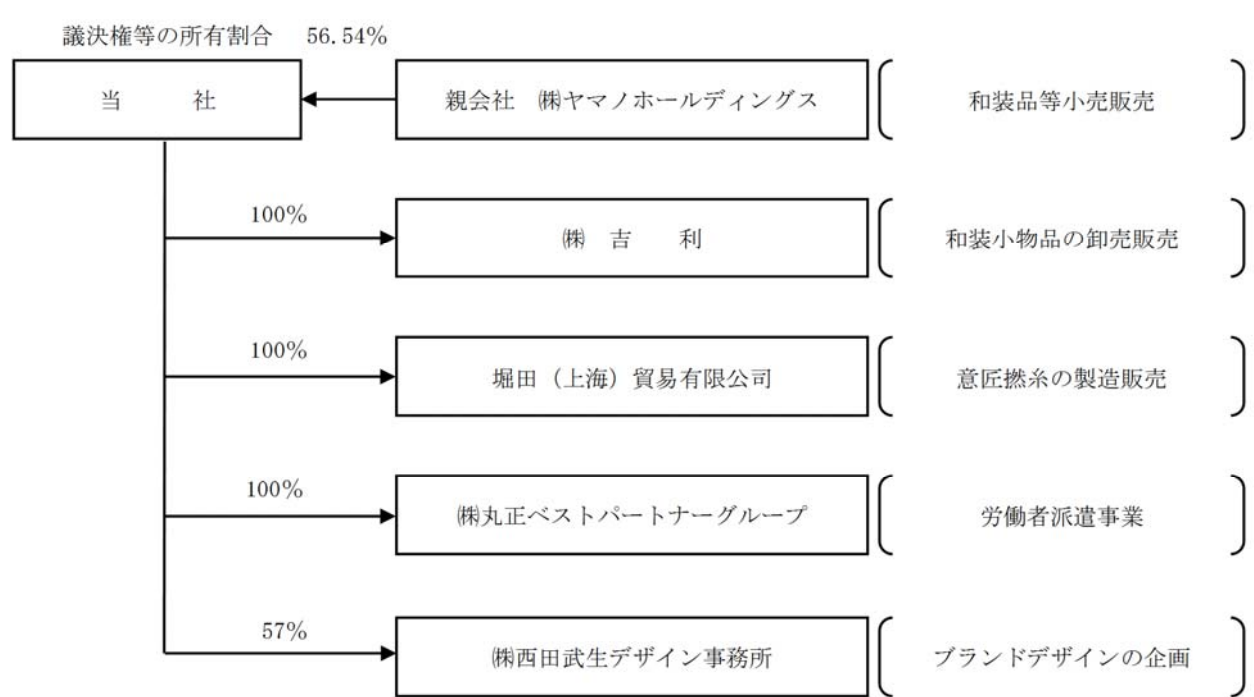 議決権等の所有割合 56.54%
当 社
親会社 ㈱ヤマノホールディングス
和装品等小売販売
100%
㈱ 吉 利
和装小物品の卸売販売
100%
堀田（上海）貿易有限公司
意匠撚糸の製造販売
100%
㈱丸正ベストパートナーグループ
労働者派遣事業
57%
㈱西田武生デザイン事務所
ブランドデザインの企画